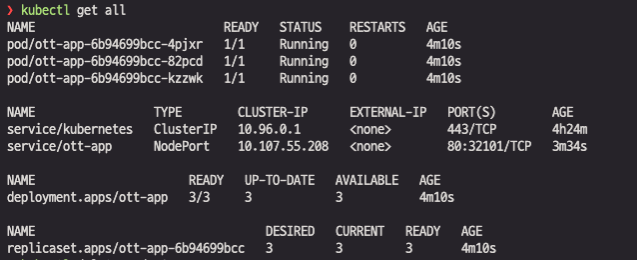 ❯ kubectl get all
NAME READY STATUS RESTARTS AGE
pod/ott-app-6b94699bcc-4pjxr 1/1 Running 0 4m10s
pod/ott-app-6b94699bcc-82pcd 1/1 Running 0 4m10s
pod/ott-app-6b94699bcc-kzzwk 1/1 Running 0 4m10s
NAME TYPE CLUSTER-IP EXTERNAL-IP PORT(S) AGE
service/kubernetes ClusterIP 10.96.0.1 <none> 443/TCP 4h24m
service/ott-app NodePort 10.107.55.208 <none> 80:32101/TCP 3m34s
NAME READY UP-TO-DATE AVAILABLE AGE
deployment.apps/ott-app 3/3 3 3 4m10s
NAME DESIRED CURRENT READY AGE
replicaset.apps/ott-app-6b94699bcc 3 3 3 4m10s